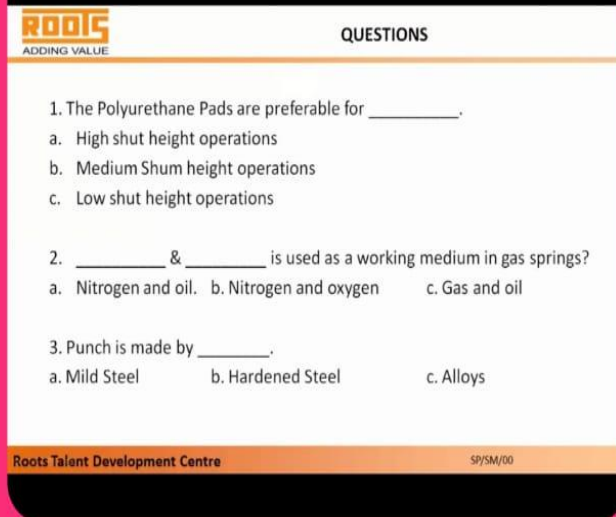 ROOTS
ADDING VALUE
QUESTIONS
1. The Polyurethane Pads are preferable for __________.
a. High shut height operations
b. Medium Shum height operations
c. Low shut height operations
2. __________ & _________ is used as a working medium in gas springs?
a. Nitrogen and oil. b. Nitrogen and oxygen c. Gas and oil
3. Punch is made by ________.
a. Mild Steel b. Hardened Steel c. Alloys
Roots Talent Development Centre SP/SM/00